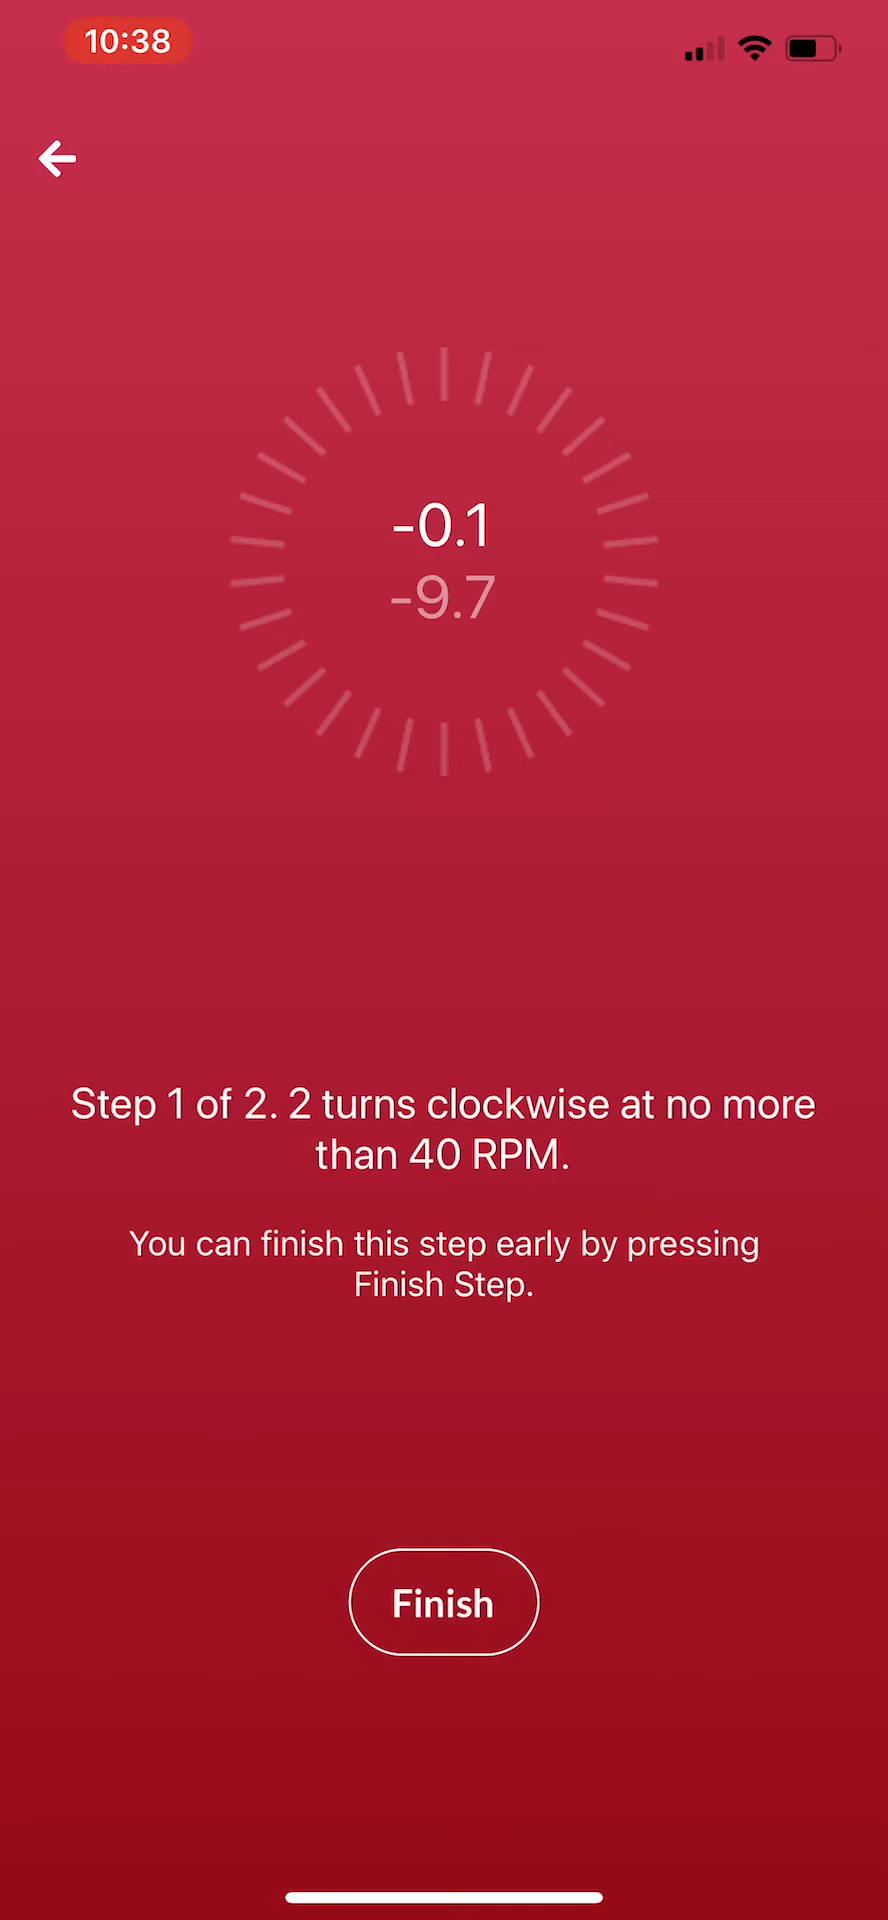 10:38
-0.1
-9.7
Step 1 of 2. 2 turns clockwise at no more
than 40 RPM.
You can finish this step early by pressing
Finish Step.
Finish